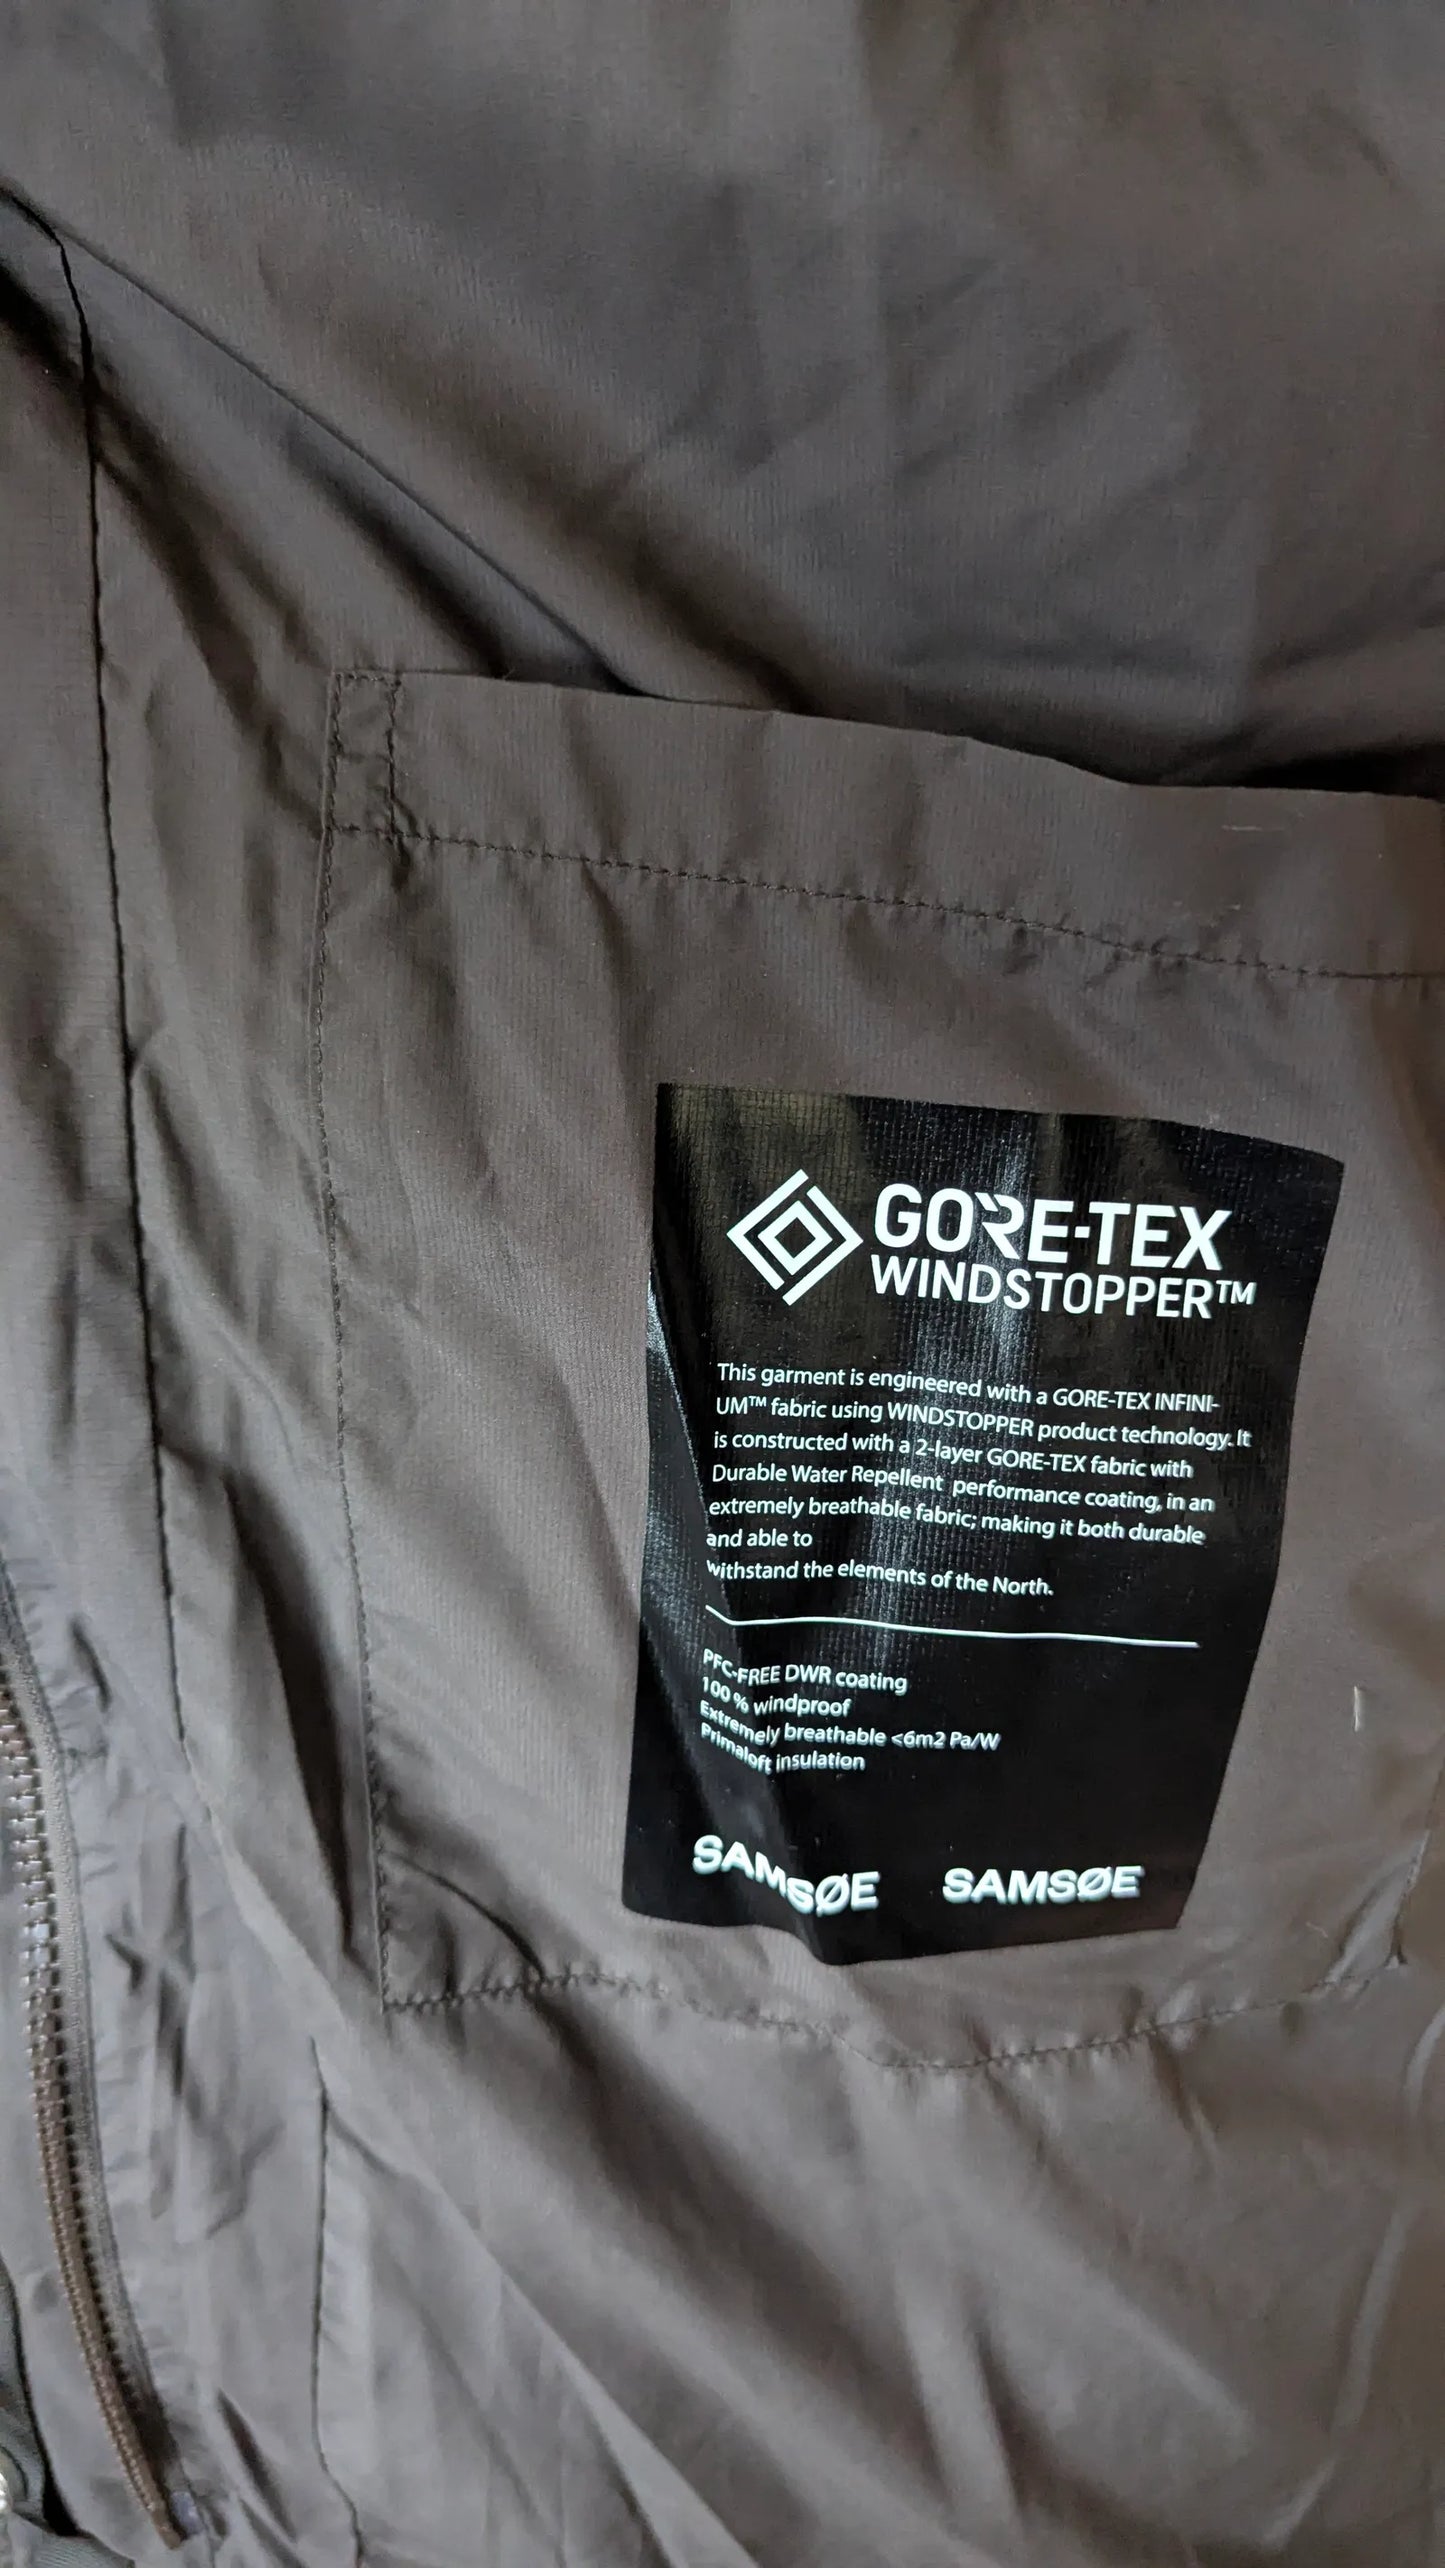 GORE-TEX
WINDSTOPPER™
This garment is engineered with a GORE-TEX INFINI-
UM™ fabric using WINDSTOPPER product technology. It
is constructed with a 2-layer GORE-TEX fabric with
Durable Water Repellent performance coating, in an
extremely breathable fabric; making it both durable
and able to
withstand the elements of the North.
PFC-FREE DWR coating
100 % windproof
Extremely breathable <6m2 Pa/W
Primaloft insulation
SAMSØE SAMSØE